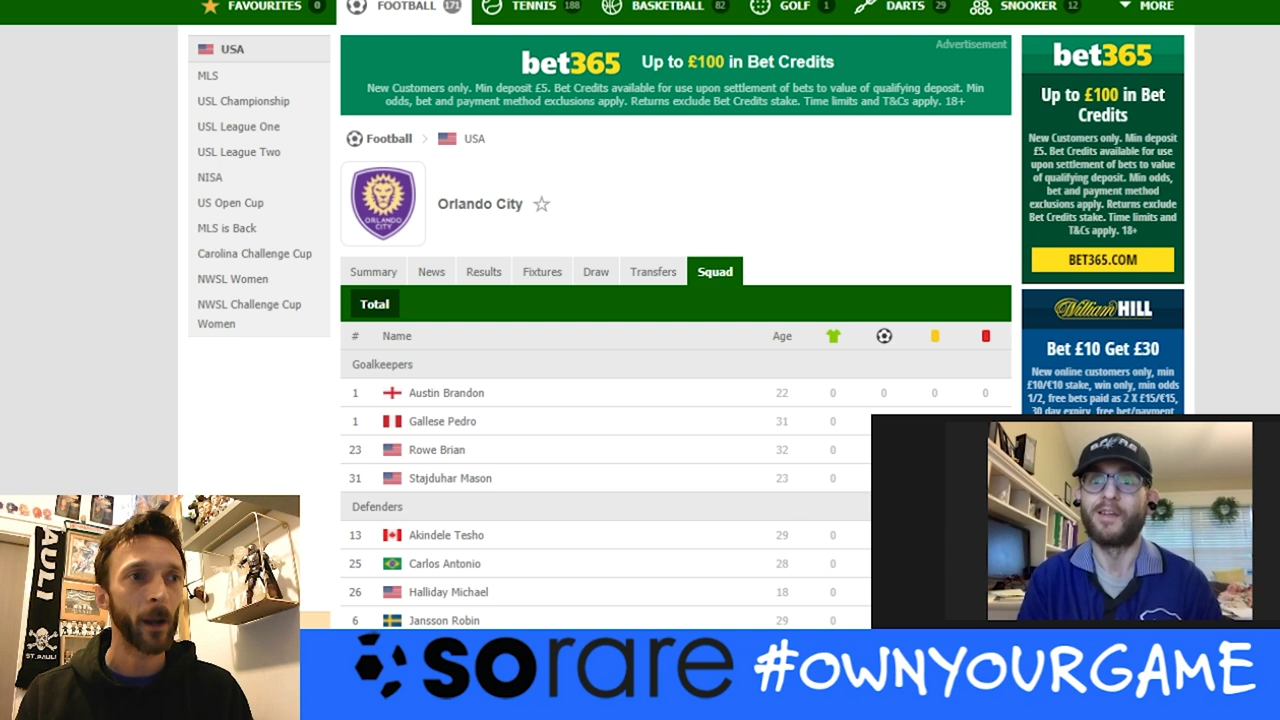 FAVOURITES 0
FOOTBALL 171
TENNIS 188
BASKETBALL 82
GOLF 1
DARTS 29
SNOOKER 12
MORE
USA
MLS
USL Championship
USL League One
USL League Two
NISA
US Open Cup
MLS is Back
Carolina Challenge Cup
NWSL Women
NWSL Challenge Cup
Women
Advertisement
bet365 Up to £100 in Bet Credits
New Customers only. Min deposit £5. Bet Credits available for use upon settlement of bets to value of qualifying deposit. Min
odds, bet and payment method exclusions apply. Returns exclude Bet Credits stake. Time limits and T&Cs apply. 18+
Football USA
ORLANDO
CITY
Orlando City
Summary News Results Fixtures Draw Transfers Squad
Total
# Name Age
Goalkeepers
1 Austin Brandon 22 0 0 0 0
1 Gallese Pedro 31 0
23 Rowe Brian 32 0
31 Stajduhar Mason 23 0
Defenders
13 Akindele Tesho 29 0
25 Carlos Antonio 28 0
26 Halliday Michael 18 0
6 Jansson Robin 29 0
bet365
Up to £100 in Bet
Credits
New Customers only. Min deposit
£5. Bet Credits available for use
upon settlement of bets to value
of qualifying deposit. Min odds,
bet and payment method
exclusions apply. Returns exclude
Bet Credits stake. Time limits and
T&Cs apply. 18+
BET365.COM
William HILL
Bet £10 Get £30
New online customers only, min
£10/€10 stake, win only, min odds
1/2, free bets paid as 2 X £15/€15,
30 day expiry, free bet/payment
AULI
ST. PAULI
sorare #OWNYOURGAME